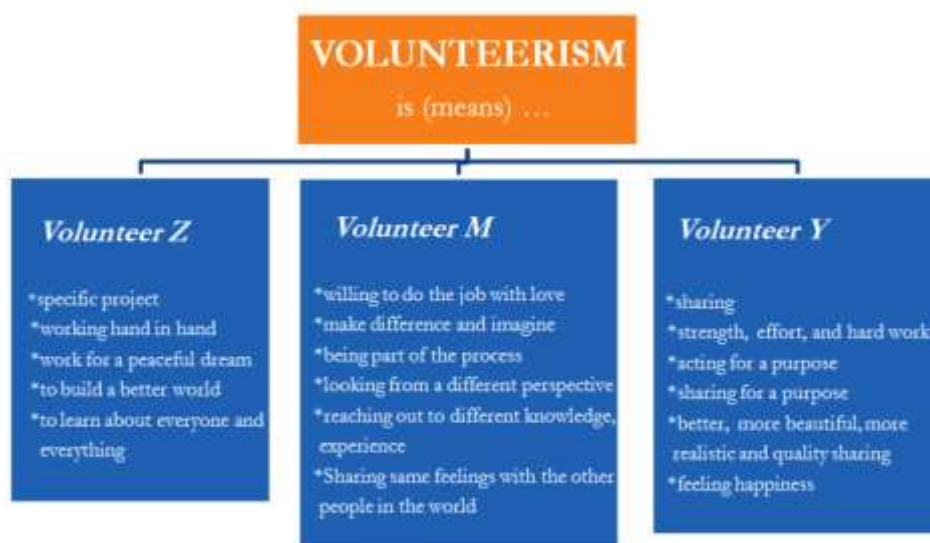 VOLUNTEERISM
is (means) ...
Volunteer Z
*specific project
*working hand in hand
*work for a peaceful dream
*to build a better world
*to learn about everyone and
everything
Volunteer M
*willing to do the job with love
*make difference and imagine
*being part of the process
*looking from a different perspective
*reaching out to different knowledge,
experience
*Sharing same feelings with the other
people in the world
Volunteer Y
*sharing
*strength, effort, and hard work
*acting for a purpose
*sharing for a purpose
*better, more beautiful, more
realistic and quality sharing
*feeling happiness